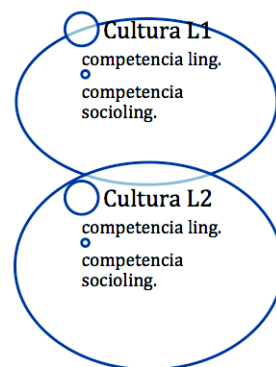 Cultura L1
competencia ling.
competencia
socioling.
Cultura L2
competencia ling.
competencia
socioling.